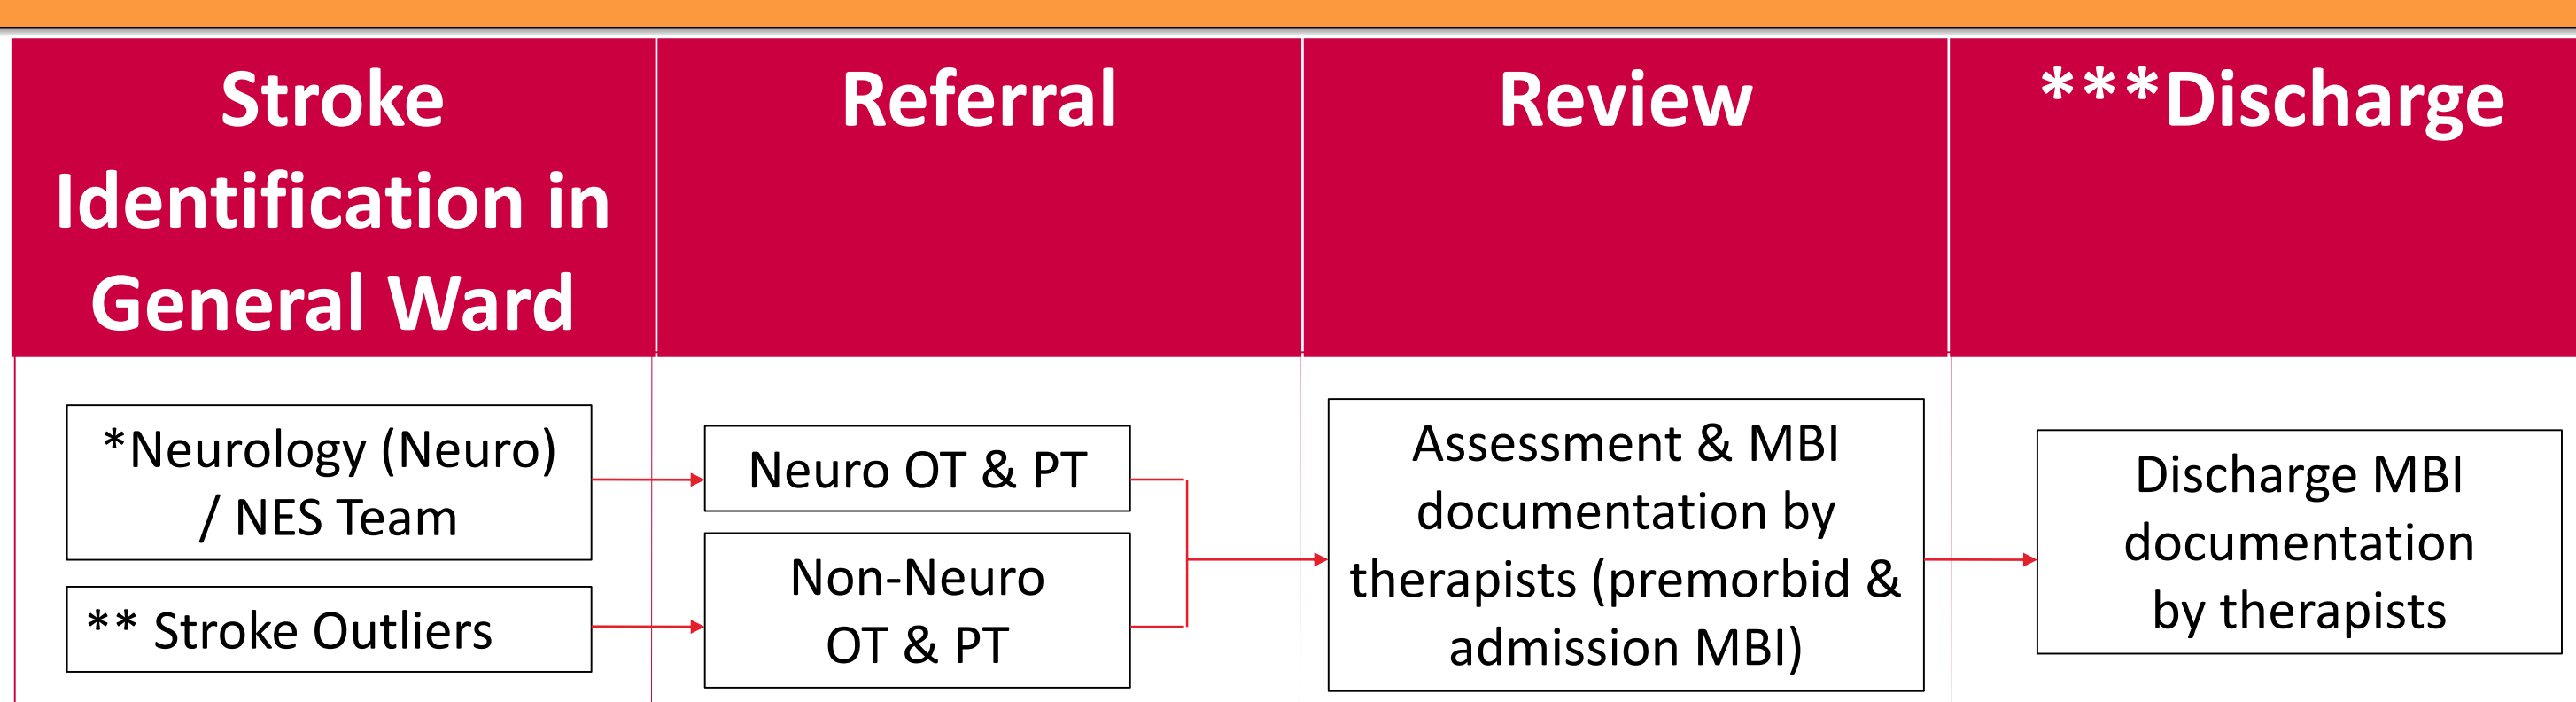 Stroke
Identification in
General Ward
Referral
Review
***Discharge
*Neurology (Neuro)
/ NES Team
** Stroke Outliers
Neuro OT & PT
Non-Neuro
OT & PT
Assessment & MBI
documentation by
therapists (premorbid &
admission MBI)
Discharge MBI
documentation
by therapists